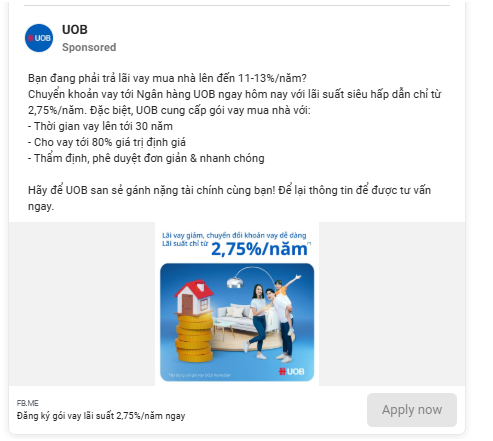 UOB
UOB
Sponsored
Bạn đang phải trả lãi vay mua nhà lên đến 11-13%/năm?
Chuyển khoản vay tới Ngân hàng UOB ngay hôm nay với lãi suất siêu hấp dẫn chỉ từ
2,75%/năm. Đặc biệt, UOB cung cấp gói vay mua nhà với:
- Thời gian vay lên tới 30 năm
- Cho vay tới 80% giá trị định giá
- Thẩm định, phê duyệt đơn giản & nhanh chóng
Hãy để UOB san sẻ gánh nặng tài chính cùng bạn! Để lại thông tin để được tư vấn
ngay.
Lãi vay giảm, chuyển đổi khoản vay dễ dàng
Lãi suất chỉ từ 2,75%/năm
UOB
FB.ME
Đăng ký gói vay lãi suất 2,75%/năm ngay
Apply now